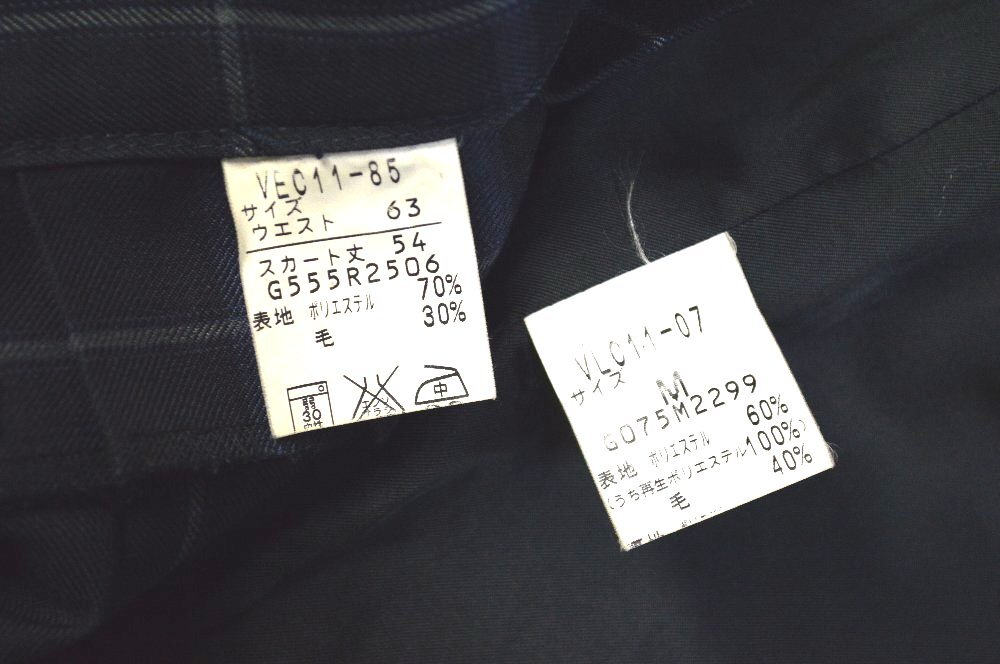 VEC11-85
サイズ
ウエスト 63
スカート丈 54
G555R2506
表地 ポリエステル 70%
毛 30%
30
中
VLC11-07
サイズ
M
G075M2299
表地 ポリエステル 60%
(うち再生ポリエステル100%)
毛 40%